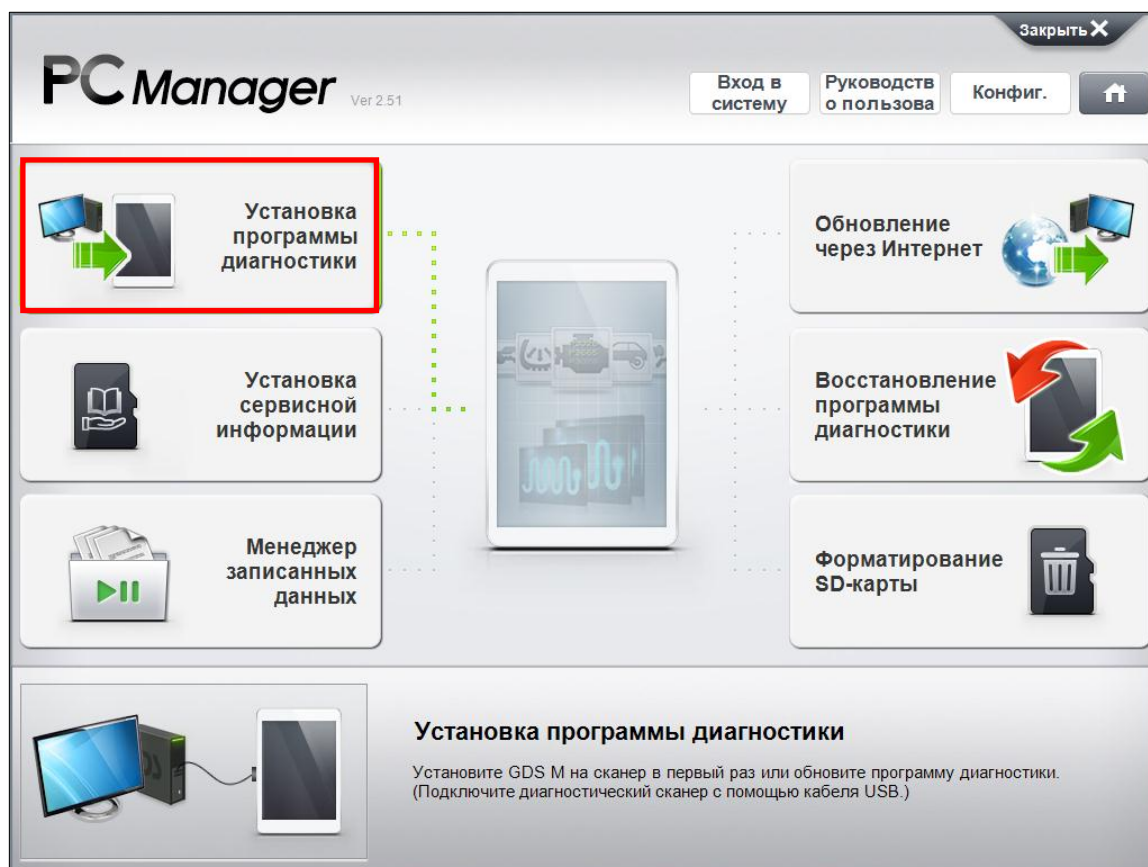 Закрыть X
PC Manager Ver 2.51
Вход в
систему
Руководств
о пользова
Конфиг.
Установка
программы
диагностики
Обновление
через Интернет
Установка
сервисной
информации
Восстановление
программы
диагностики
Менеджер
записанных
данных
Форматирование
SD-карты
Установка программы диагностики
Установите GDS M на сканер в первый раз или обновите программу диагностики.
(Подключите диагностический сканер с помощью кабеля USB.)